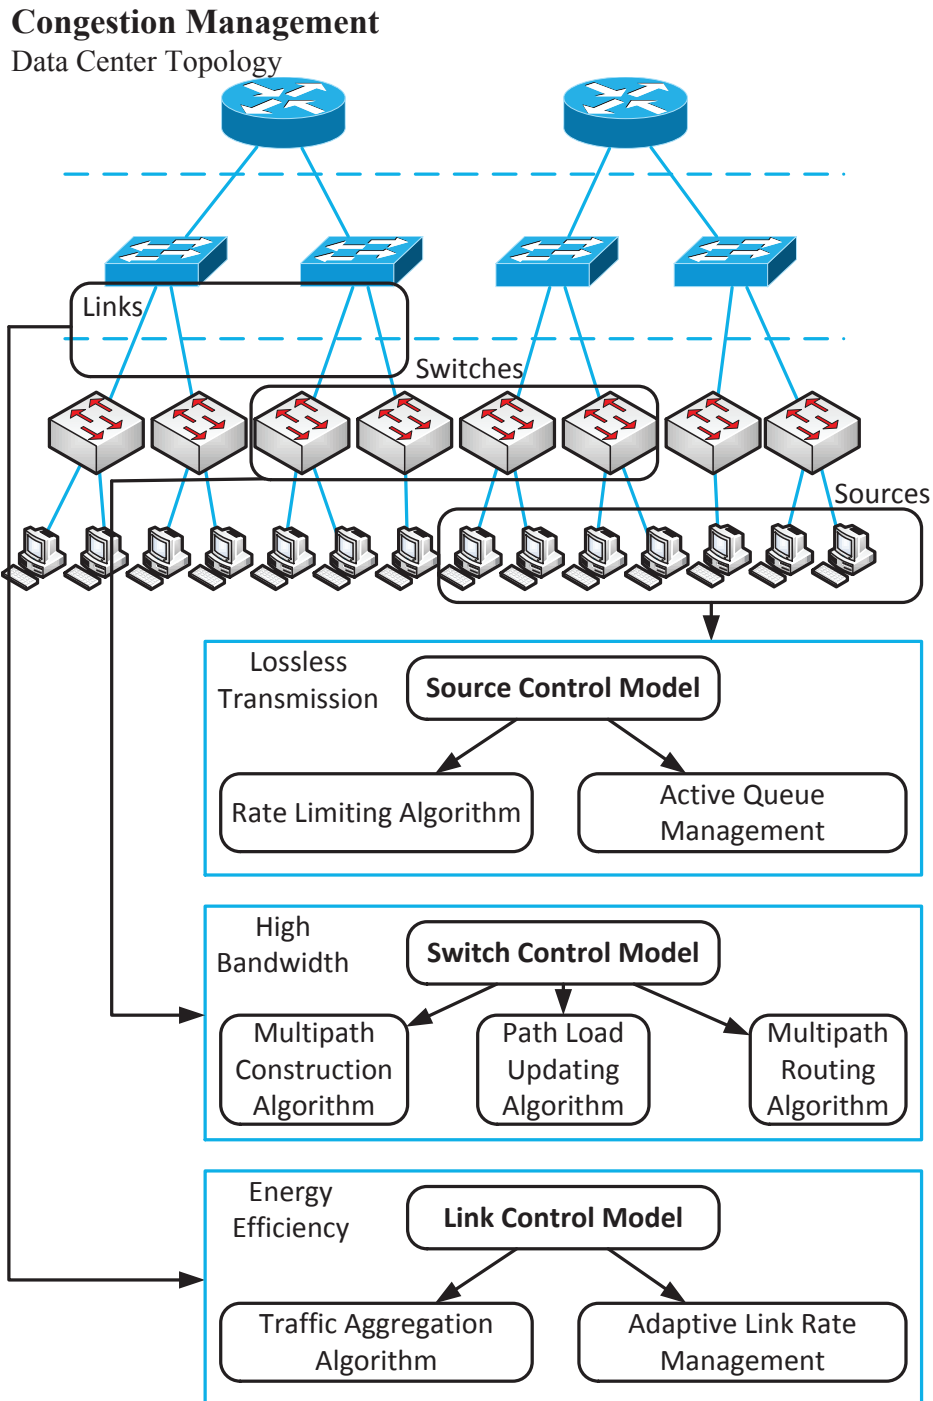 Congestion Management
Data Center Topology
Links
Switches
Sources
Lossless
Transmission
Source Control Model
Rate Limiting Algorithm
Active Queue
Management
High
Bandwidth
Switch Control Model
Multipath
Construction
Algorithm
Path Load
Updating
Algorithm
Multipath
Routing
Algorithm
Energy
Efficiency
Link Control Model
Traffic Aggregation
Algorithm
Adaptive Link Rate
Management